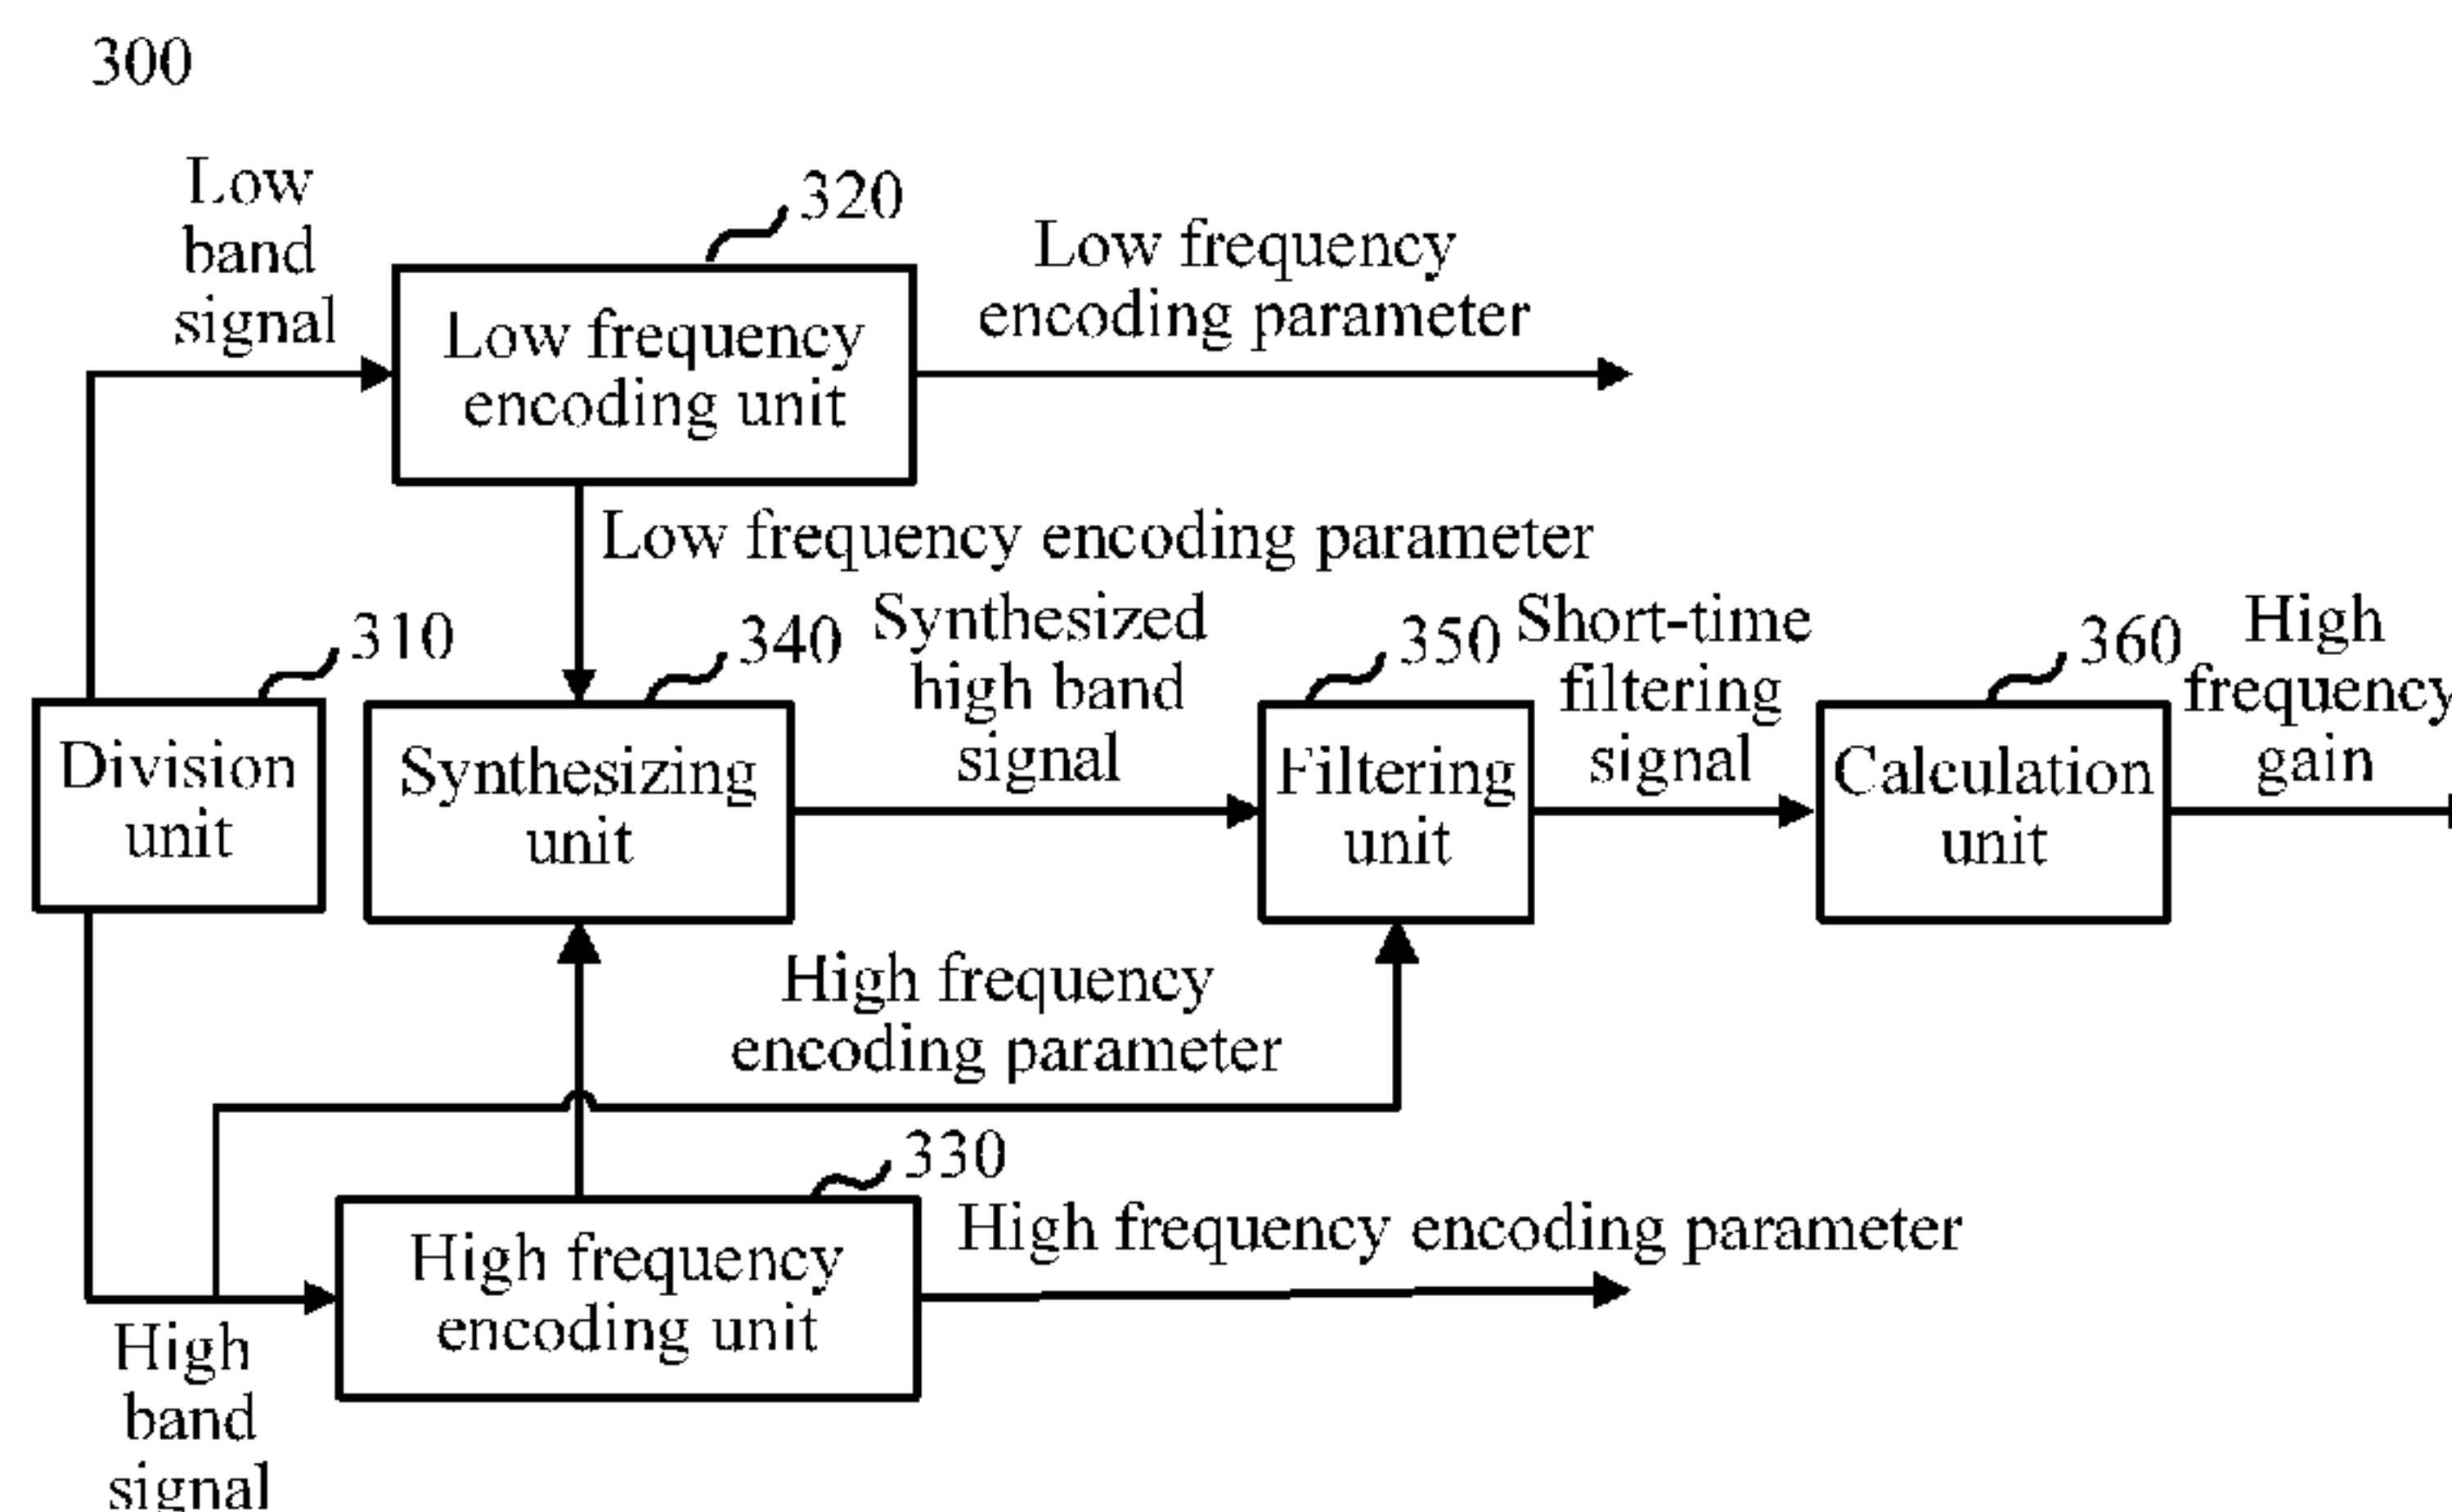 300
Low
band
signal
320
Low frequency
encoding unit
Low frequency
encoding parameter
Low frequency encoding parameter
310
Division
unit
340
Synthesizing
unit
Synthesized
high band
signal
350
Filtering
unit
Short-time
filtering
signal
360
Calculation
unit
High
frequency
gain
High frequency
encoding parameter
330
High frequency
encoding unit
High frequency encoding parameter
High
band
signal